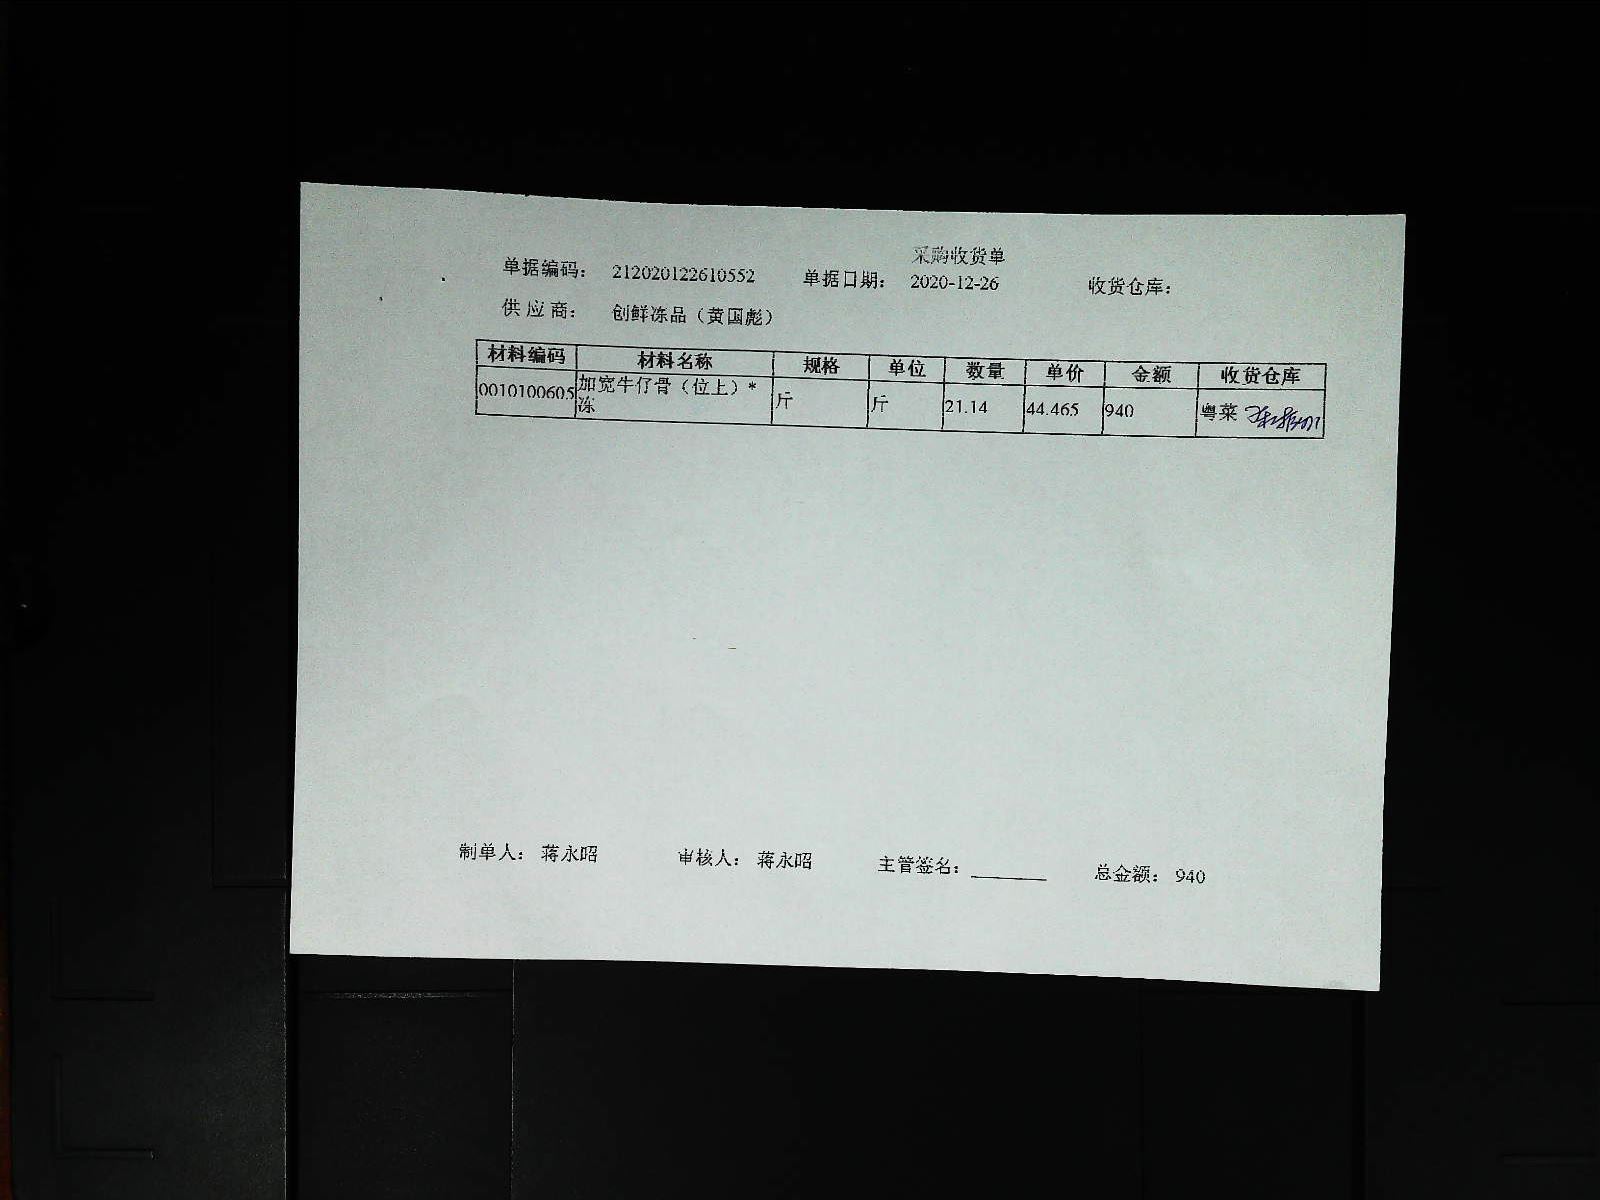 采购收货单
单据编码： 212020122610552 单据日期： 2020-12-26 收货仓库：
供 应 商： 创鲜冻品（黄国彪）
材料编码 材料名称 规格 单位 数量 单价 金额 收货仓库
0010100605 加宽牛仔骨（位上）* 斤 斤 21.14 44.465 940 粤菜
冻
制单人： 蒋永昭 审核人： 蒋永昭 主管签名： 总金额： 940